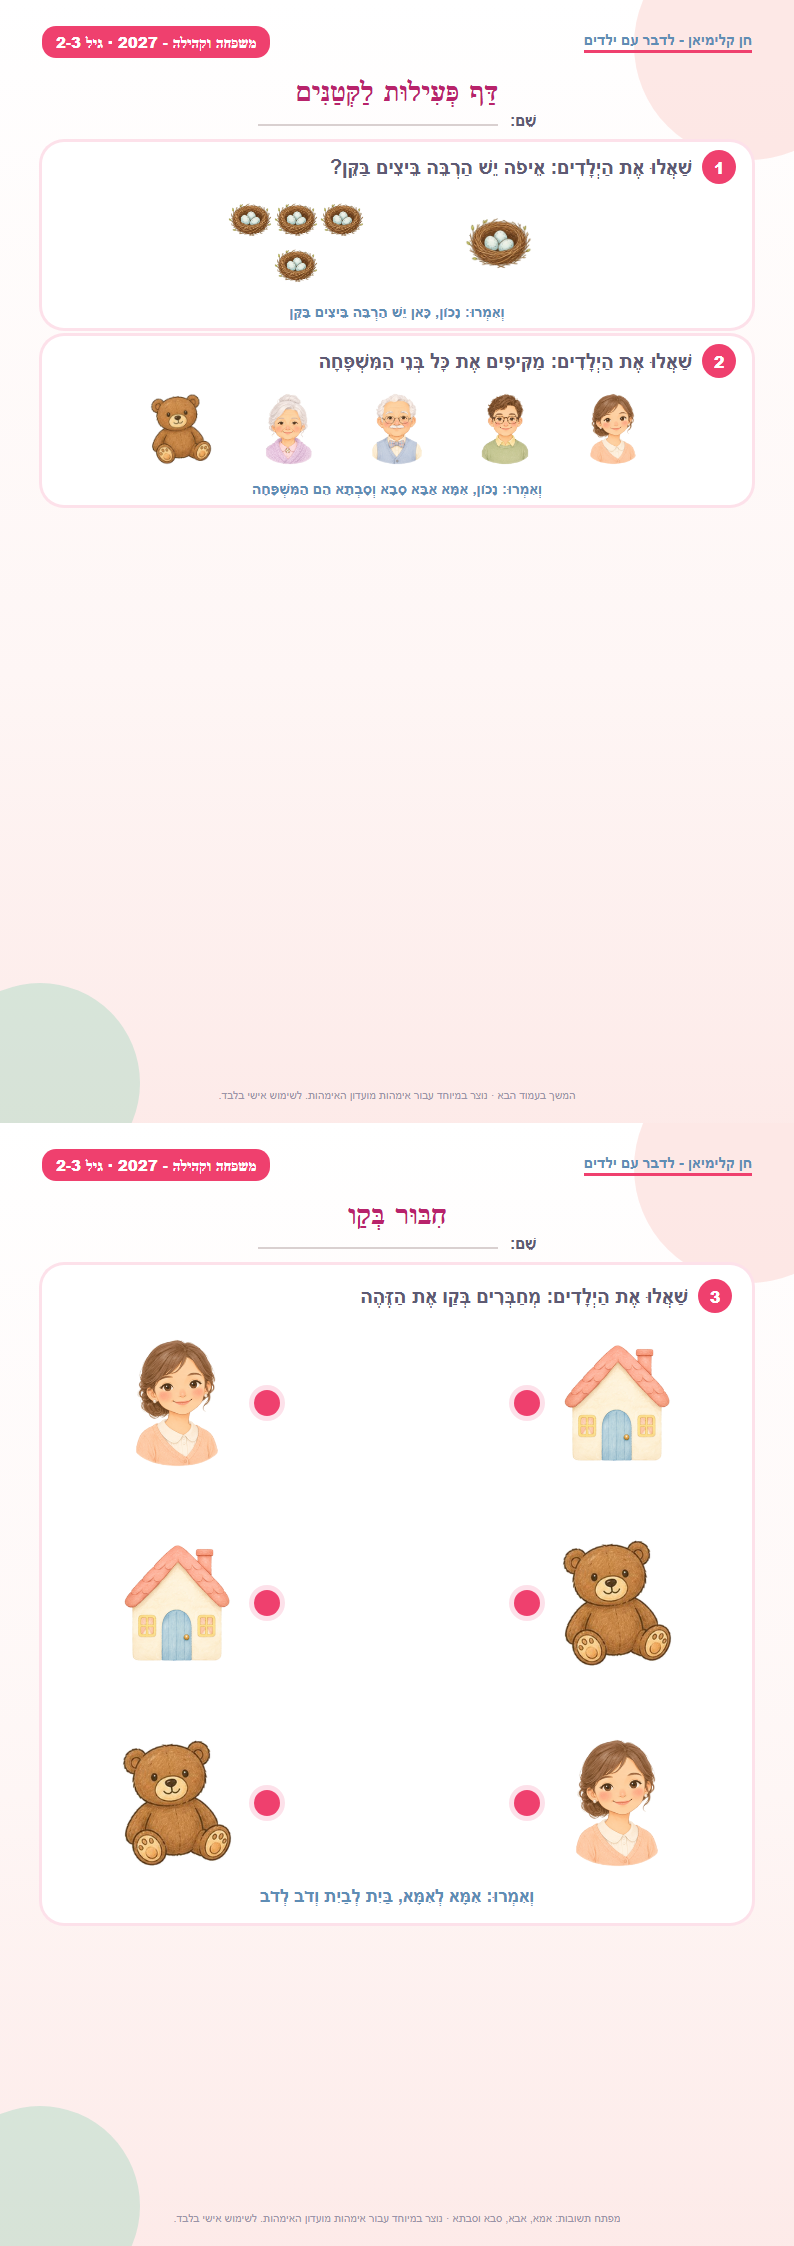 חן קלימיאן - לדבר עם ילדים
משפחה וקהילה - 2027 · גיל 2-3
דַּף פְּעִילוּת לַקְּטַנִּים
שֵׁם:
1
שַׁאֲלוּ אֶת הַיְלָדִים: אֵיפֹה יֵשׁ הַרְבֵּה בֵּיצִים בַּקֵּן?
וְאִמְרוּ: נָכוֹן, כָּאן יֵשׁ הַרְבֵּה בֵּיצִים בַּקֵּן
2
שַׁאֲלוּ אֶת הַיְלָדִים: מַקִּיפִים אֶת כָּל בְּנֵי הַמִּשְׁפָּחָה
וְאִמְרוּ: נָכוֹן, אִמָּא אַבָּא סָבָא וְסָבְתָא הֵם הַמִּשְׁפָּחָה
המשך בעמוד הבא · נוצר במיוחד עבור אימהות מועדון האימהות. לשימוש אישי בלבד.
חן קלימיאן - לדבר עם ילדים
משפחה וקהילה - 2027 · גיל 2-3
חִבּוּר בְּקַו
שֵׁם:
3
שַׁאֲלוּ אֶת הַיְלָדִים: מְחַבְּרִים בְּקַו אֶת הַזֶּהֶה
וְאִמְרוּ: אִמָּא לְאִמָּא, בַּיִת לְבַיִת וְדֹב לְדֹב
מפתח תשובות: אמא, אבא, סבא וסבתא · נוצר במיוחד עבור אימהות מועדון האימהות. לשימוש אישי בלבד.